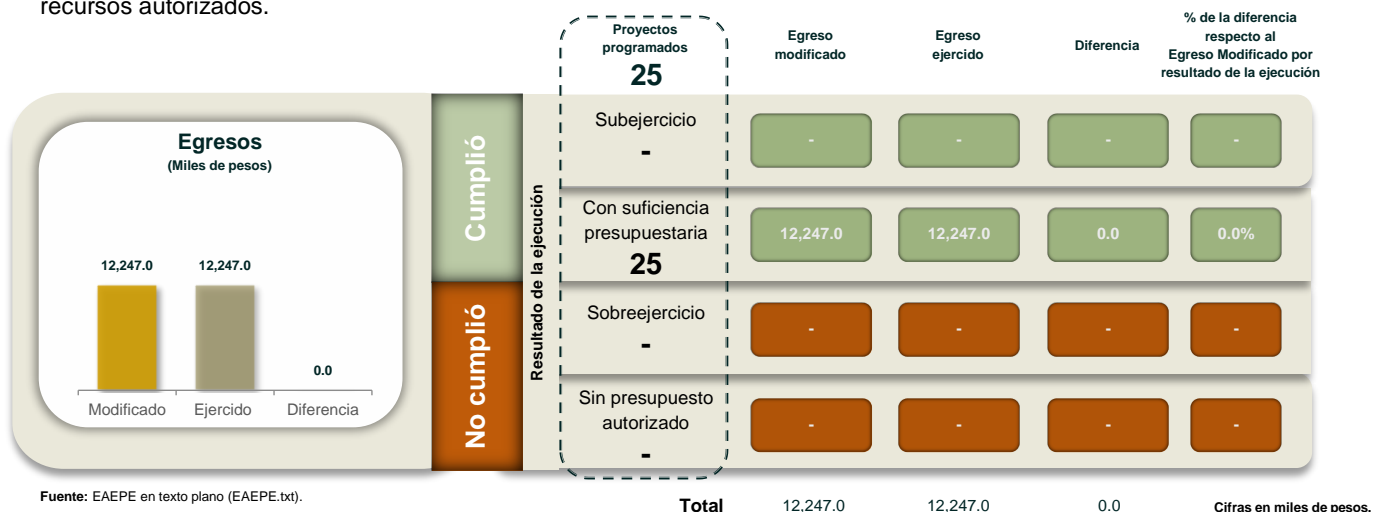 recursos autorizados.
Proyectos
programados
25
Egreso
modificado
Egreso
ejercido
Diferencia
% de la diferencia
respecto al
Egreso Modificado por
resultado de la ejecución
Egresos
(Miles de pesos)
12,247.0
12,247.0
0.0
Modificado
Ejercido
Diferencia
Cumplió
No cumplió
Resultado de la ejecución
Subejercicio
-
- - - -
Con suficiencia
presupuestaria
25
12,247.0 12,247.0 0.0 0.0%
Sobreejercicio
-
- - - -
Sin presupuesto
autorizado
-
- - - -
Fuente: EAEPE en texto plano (EAEPE.txt).
Total 12,247.0 12,247.0 0.0
Cifras en miles de pesos.